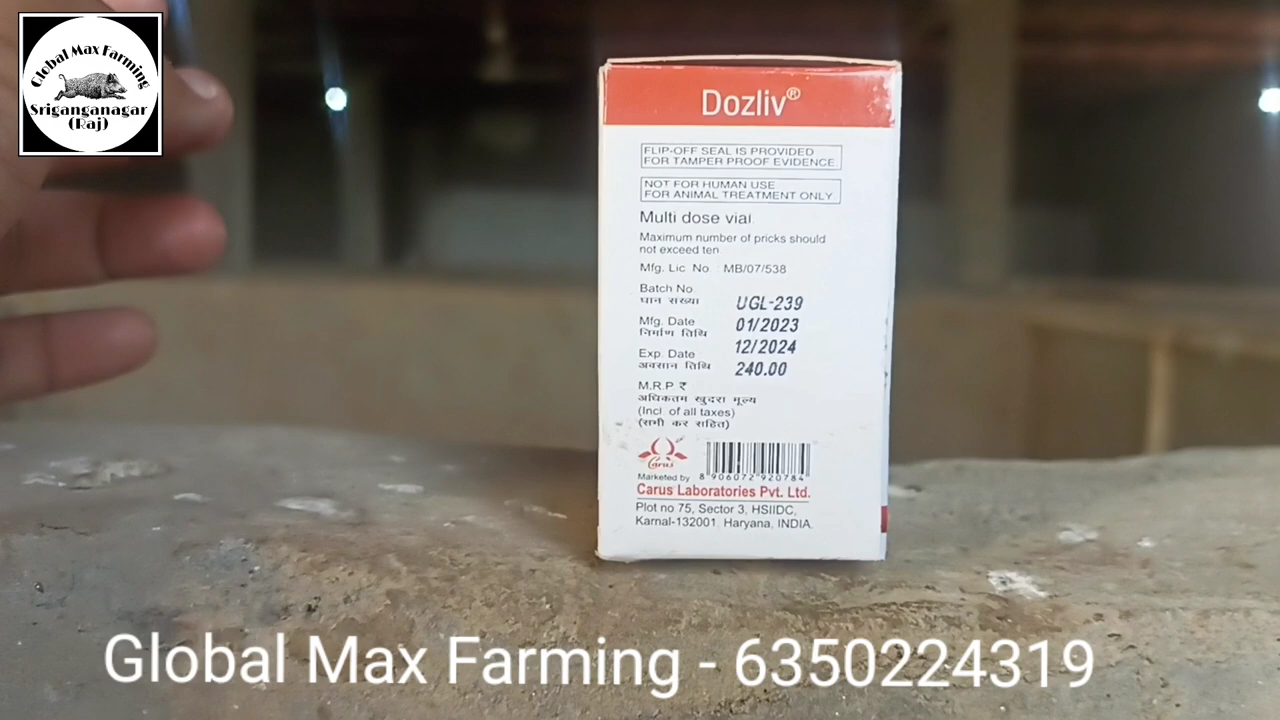 Global Max Farming
Sriganganagar
(Raj)
Dozliv®
FLIP-OFF SEAL IS PROVIDED
FOR TAMPER PROOF EVIDENCE
NOT FOR HUMAN USE
FOR ANIMAL TREATMENT ONLY
Multi dose vial
Maximum number of pricks should
not exceed ten
Mfg. Lic No. : MB/07/538
Batch No
घान संख्या UGL-239
Mfg. Date 01/2023
निर्माण तिथि
Exp. Date 12/2024
अवसान तिथि 240.00
M.R.P ₹
अधिकतम खुदरा मूल्य
(Incl of all taxes)
(सभी कर सहित)
Carus
8 906072 920784
Marketed by
Carus Laboratories Pvt. Ltd.
Plot no 75, Sector 3, HSIIDC,
Karnal-132001 Haryana, INDIA.
Global Max Farming - 6350224319